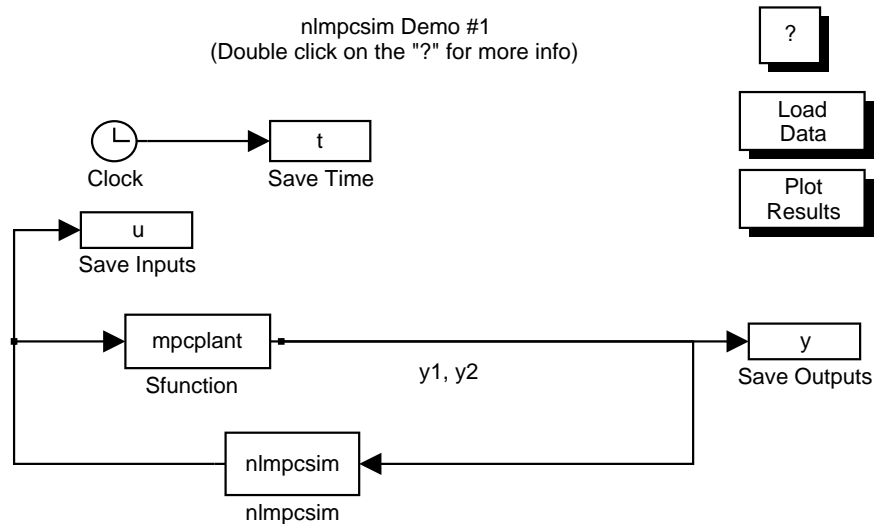 nlmpcsim Demo #1
(Double click on the "?" for more info)
?
Load
Data
t
Clock
Save Time
Plot
Results
u
Save Inputs
mpcplant
Sfunction
y1, y2
y
Save Outputs
nlmpcsim
nlmpcsim